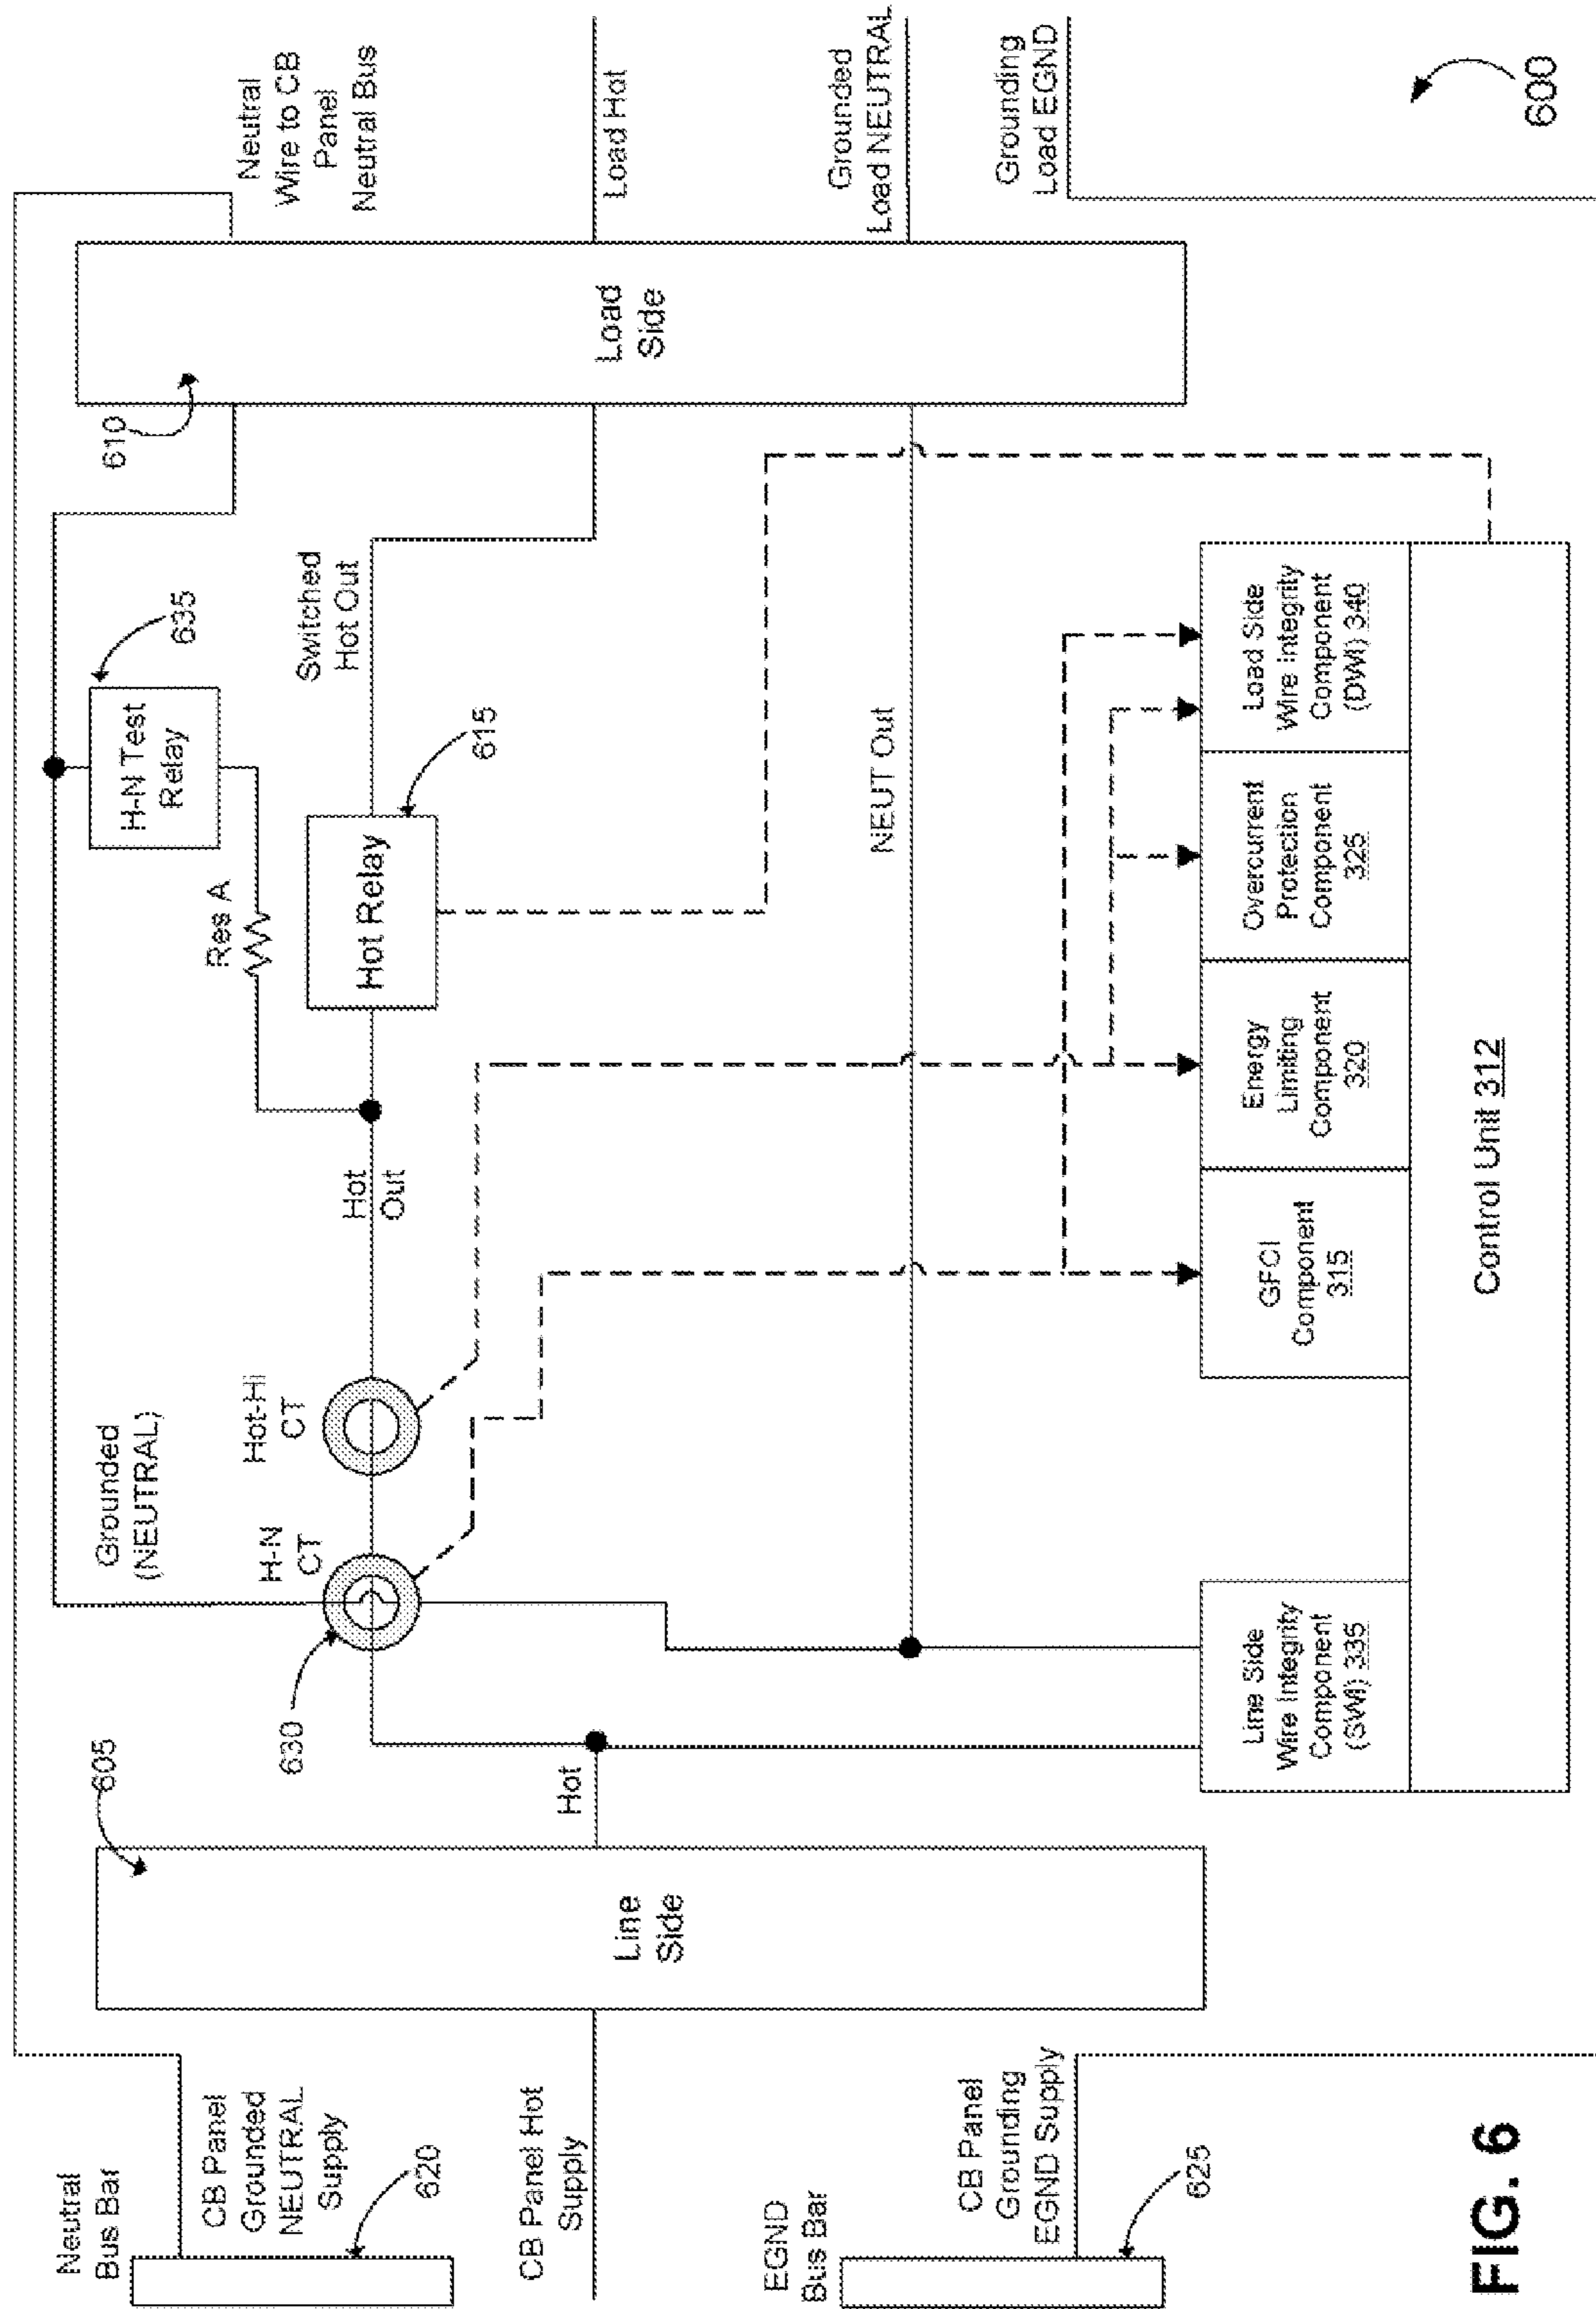 Neutral
Bus Bar
CB Panel
Grounded
NEUTRAL
Supply
620
CB Panel Hot
Supply
EGND
Bus Bar
CB Panel
Grounding
EGND Supply
625
605
Line
Side
Hot
630
Grounded
(NEUTRAL)
H-N
CT
Hot-Hi
CT
Hot
Out
Res A
H-N Test
Relay
635
Hot Relay
615
Switched
Hot Out
NEUT Out
610
Load
Side
Neutral
Wire to CB
Panel
Neutral Bus
Load Hot
Grounded
Load NEUTRAL
Grounding
Load EGND
Line Side
Wire Integrity
Component
(SWI) 335
GFCI
Component
315
Energy
Limiting
Component
320
Overcurrent
Protection
Component
325
Load Side
Wire Integrity
Component
(DWI) 340
Control Unit 312
600
FIG. 6